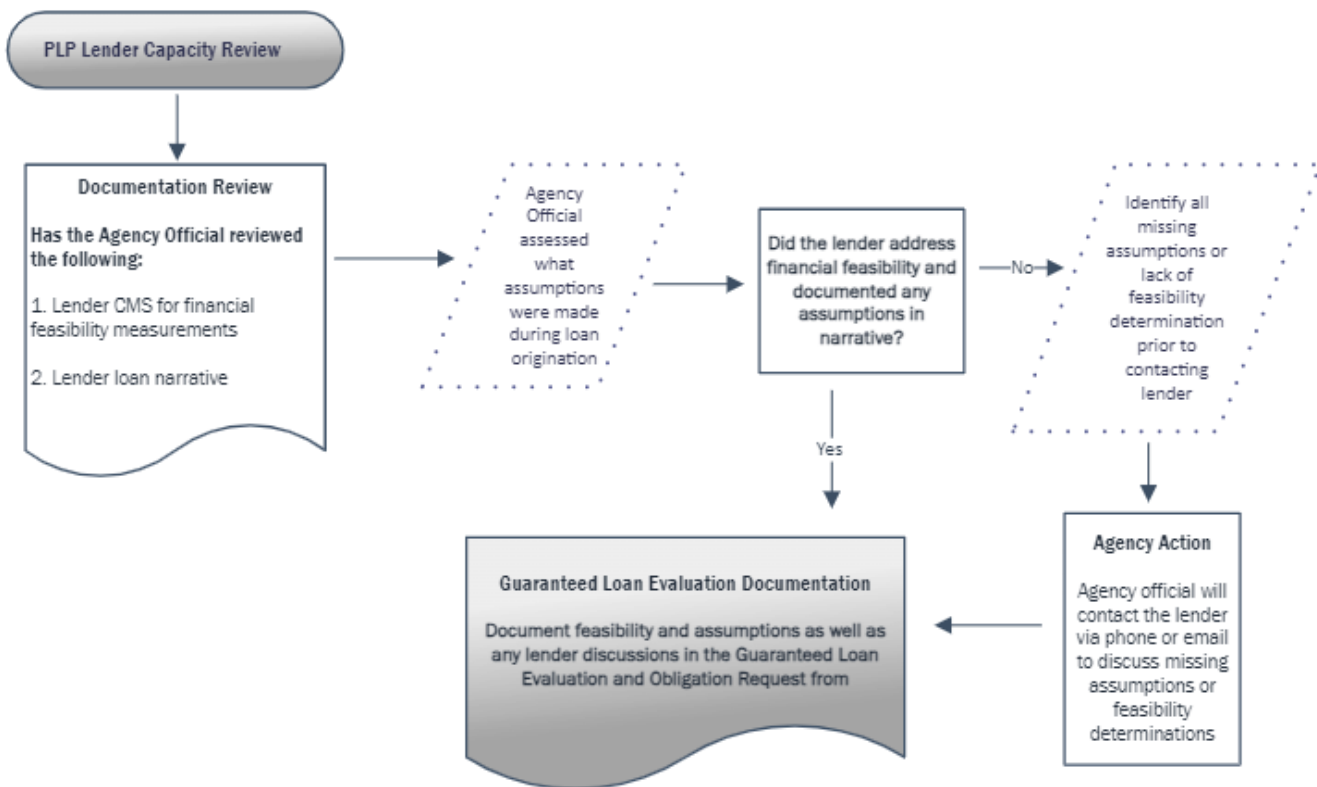 PLP Lender Capacity Review
Documentation Review
Has the Agency Official reviewed
the following:
1. Lender CMS for financial
feasibility measurements
2. Lender loan narrative
Agency
Official
assessed
what
assumptions
were made
during loan
origination
Did the lender address
financial feasibility and
documented any
assumptions in
narrative?
No
Identify all
missing
assumptions or
lack of
feasibility
determination
prior to
contacting
lender
Yes
Agency Action
Agency official will
contact the lender
via phone or email
to discuss missing
assumptions or
feasibility
determinations
Guaranteed Loan Evaluation Documentation
Document feasibility and assumptions as well as
any lender discussions in the Guaranteed Loan
Evaluation and Obligation Request from